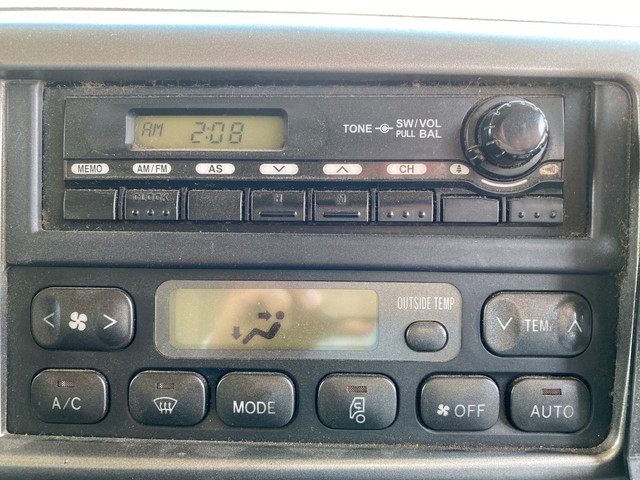 AM 2:08
TONE SW/VOL
PULL BAL
MEMO AM/FM AS CH
CLOCK H M
OUTSIDE TEMP
TEMP
A/C MODE OFF AUTO